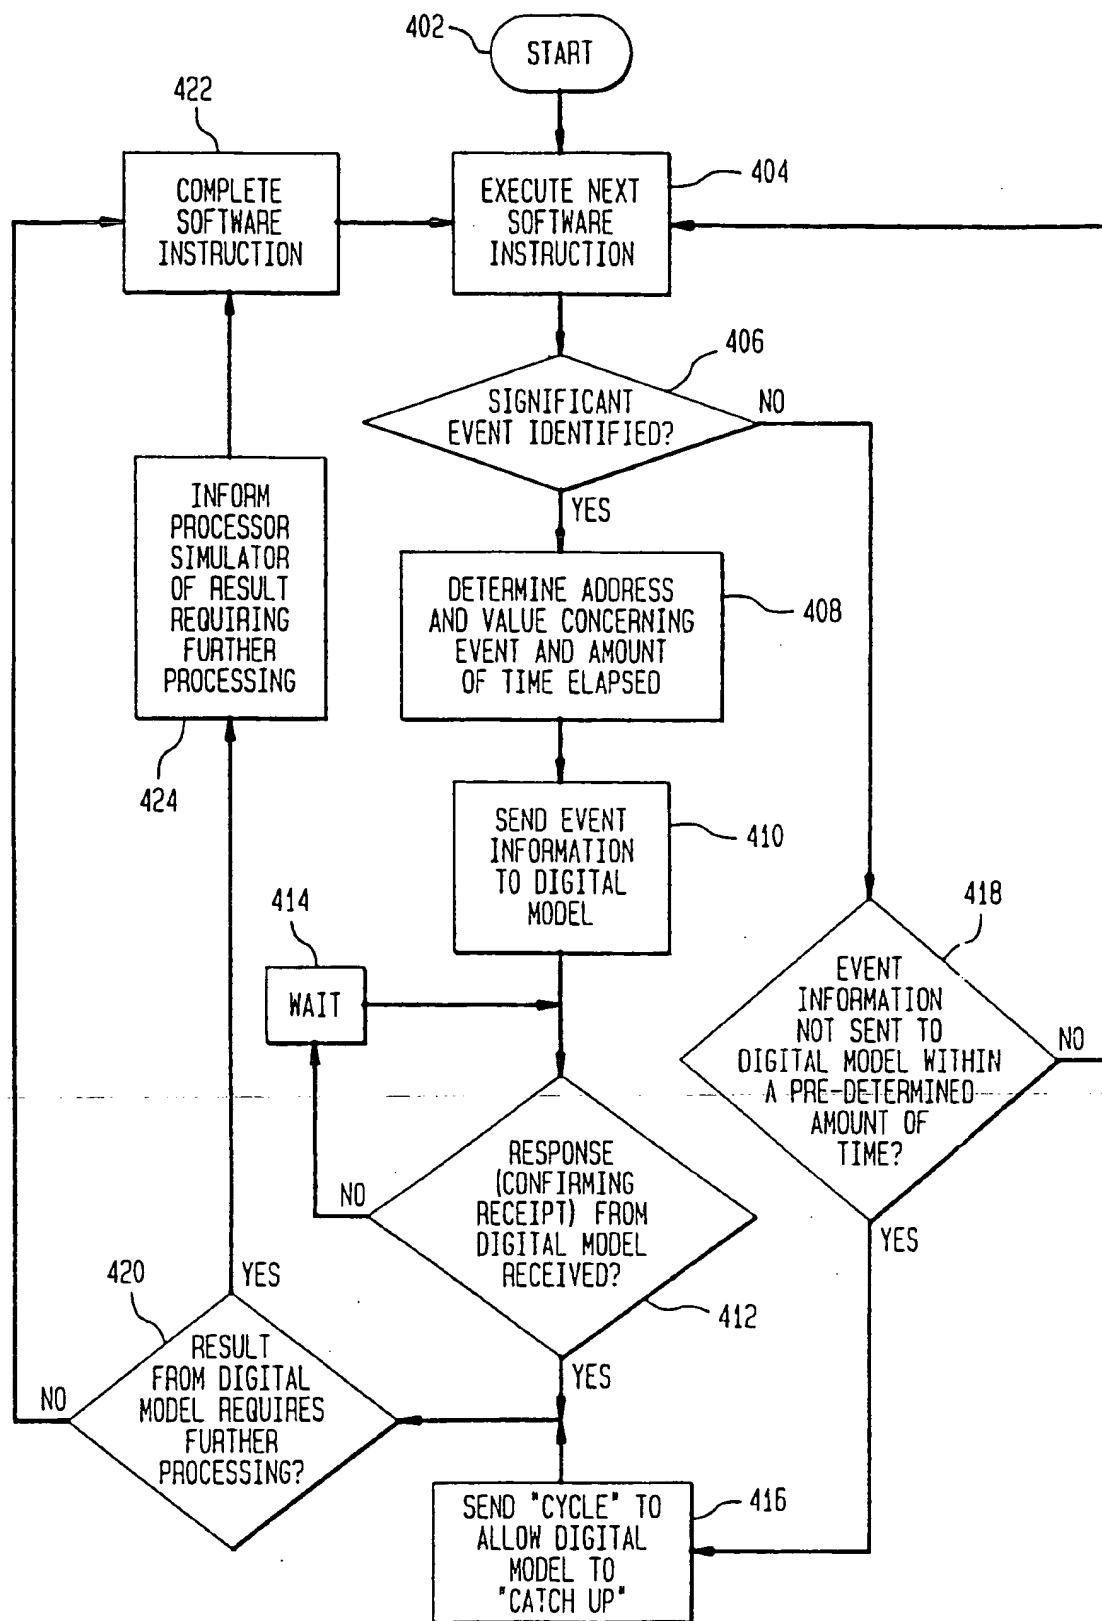 402
START
422
COMPLETE
SOFTWARE
INSTRUCTION
EXECUTE NEXT
SOFTWARE
INSTRUCTION
404
406
SIGNIFICANT
EVENT IDENTIFIED?
NO
YES
INFORM
PROCESSOR
SIMULATOR
OF RESULT
REQUIRING
FURTHER
PROCESSING
424
DETERMINE ADDRESS
AND VALUE CONCERNING
EVENT AND AMOUNT
OF TIME ELAPSED
408
SEND EVENT
INFORMATION
TO DIGITAL
MODEL
410
414
WAIT
418
EVENT
INFORMATION
NOT SENT TO
DIGITAL MODEL WITHIN
A PRE-DETERMINED
AMOUNT OF
TIME?
NO
YES
RESPONSE
(CONFIRMING
RECEIPT) FROM
DIGITAL MODEL
RECEIVED?
NO
412
YES
420
YES
RESULT
FROM DIGITAL
MODEL REQUIRES
FURTHER
PROCESSING?
NO
SEND "CYCLE" TO
ALLOW DIGITAL
MODEL TO
"CATCH UP"
416